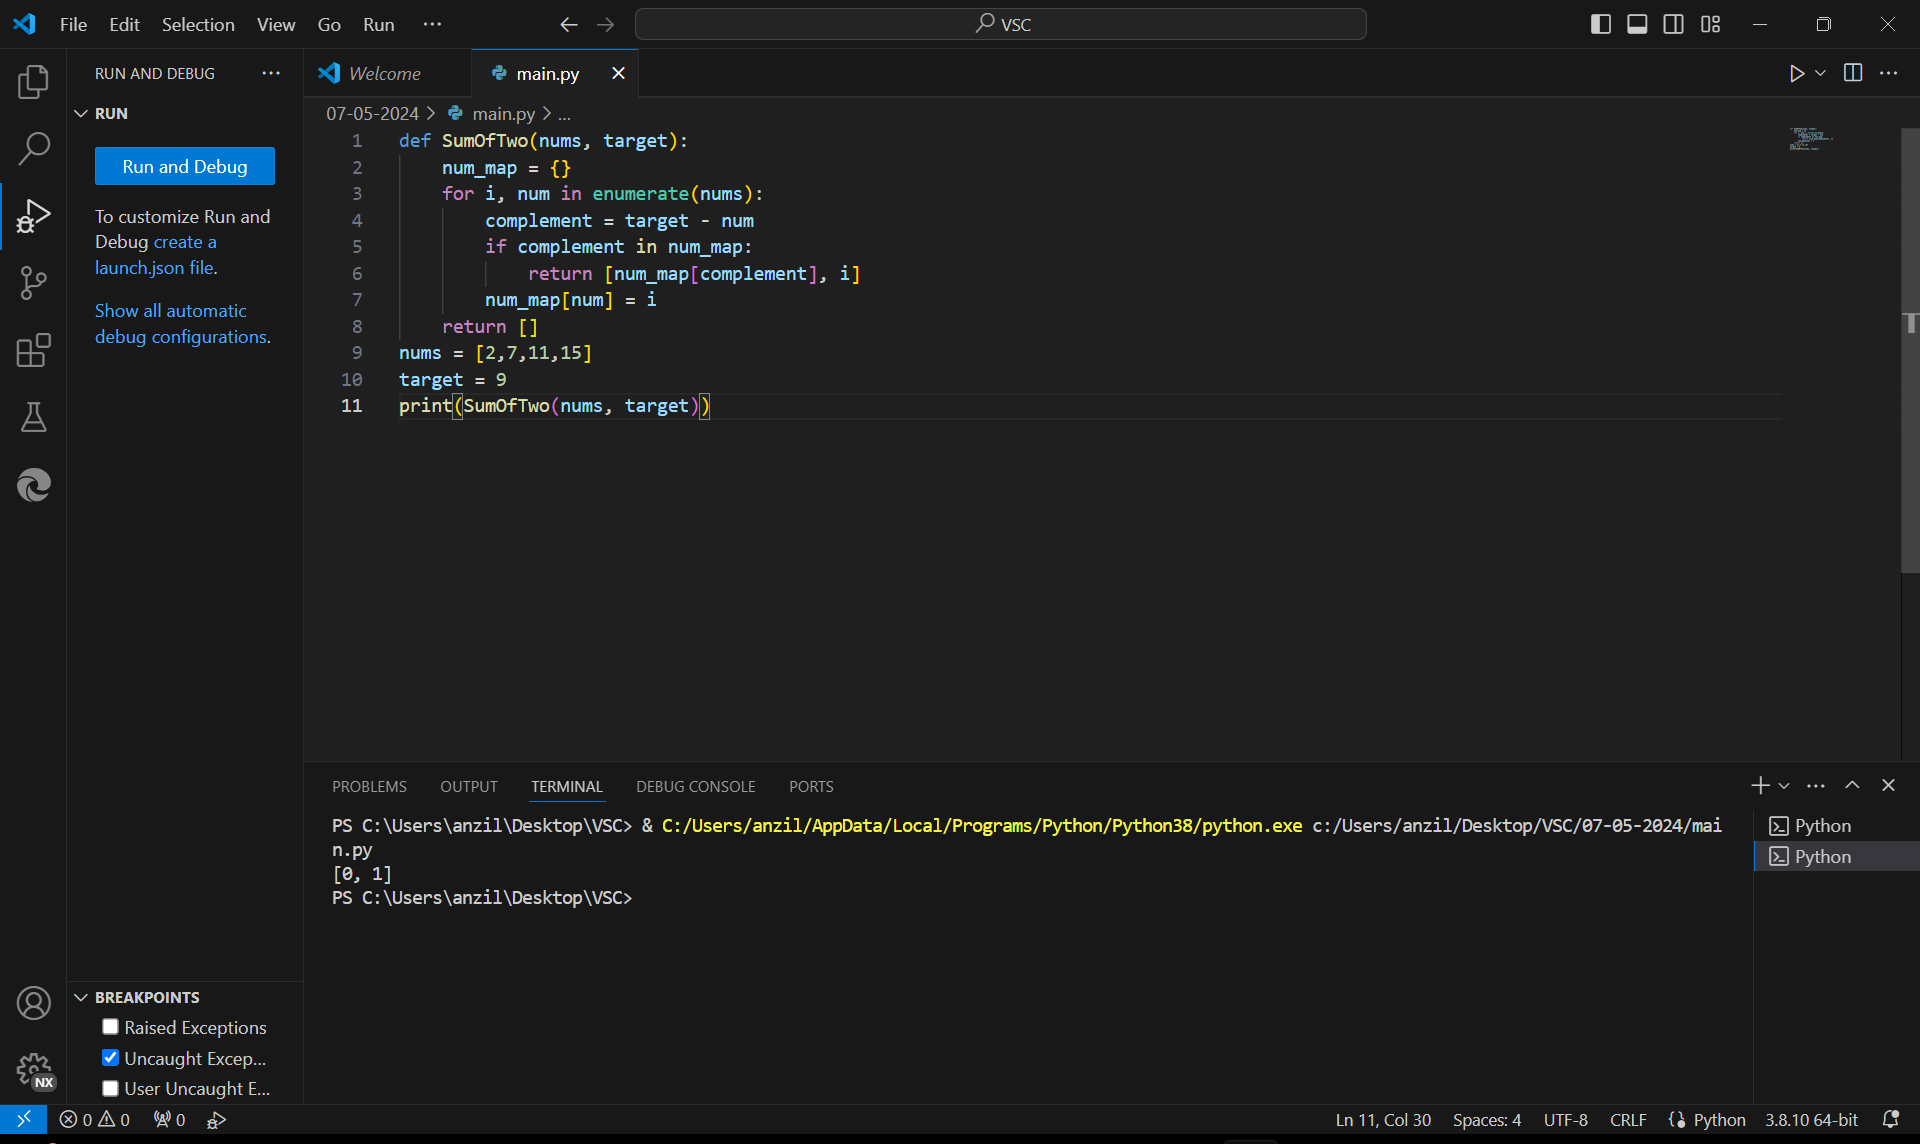 File Edit Selection View Go Run ··· VSC
RUN AND DEBUG ···
RUN
Run and Debug
To customize Run and
Debug create a
launch.json file.
Show all automatic
debug configurations.
Welcome main.py
07-05-2024 > main.py > ...
1 def SumOfTwo(nums, target):
2     num_map = {}
3     for i, num in enumerate(nums):
4         complement = target - num
5         if complement in num_map:
6             return [num_map[complement], i]
7         num_map[num] = i
8     return []
9 nums = [2,7,11,15]
10 target = 9
11 print(SumOfTwo(nums, target))
PROBLEMS OUTPUT TERMINAL DEBUG CONSOLE PORTS
PS C:\Users\anzil\Desktop\VSC> & C:/Users/anzil/AppData/Local/Programs/Python/Python38/python.exe c:/Users/anzil/Desktop/VSC/07-05-2024/mai
n.py
[0, 1]
PS C:\Users\anzil\Desktop\VSC>
Python
Python
BREAKPOINTS
Raised Exceptions
Uncaught Excep...
User Uncaught E...
NX
0 0 0 Ln 11, Col 30 Spaces: 4 UTF-8 CRLF Python 3.8.10 64-bit